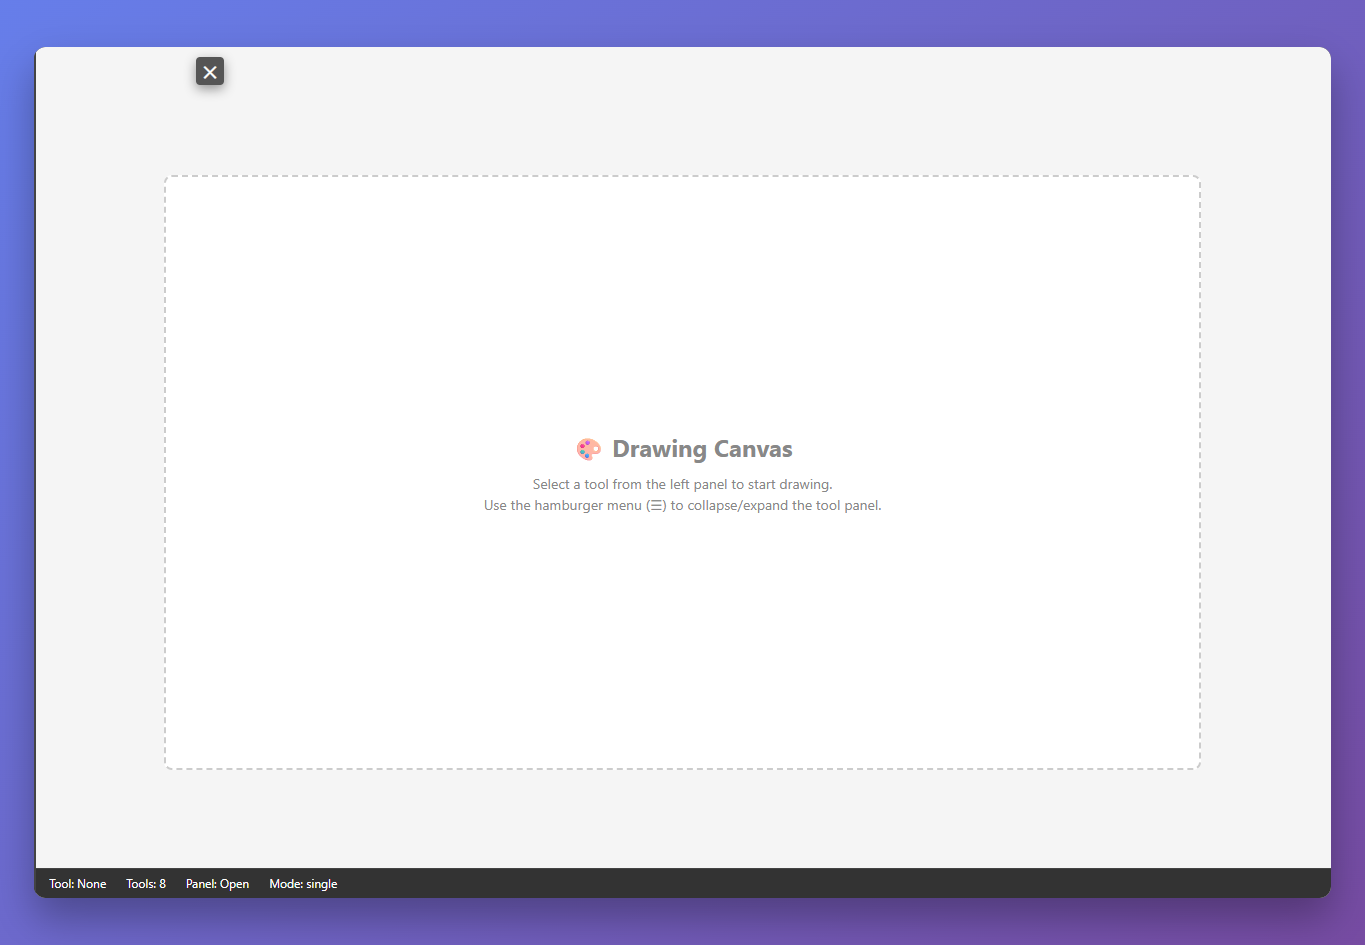 ✕
🎨 Drawing Canvas
Select a tool from the left panel to start drawing.
Use the hamburger menu (☰) to collapse/expand the tool panel.
Tool: None Tools: 8 Panel: Open Mode: single